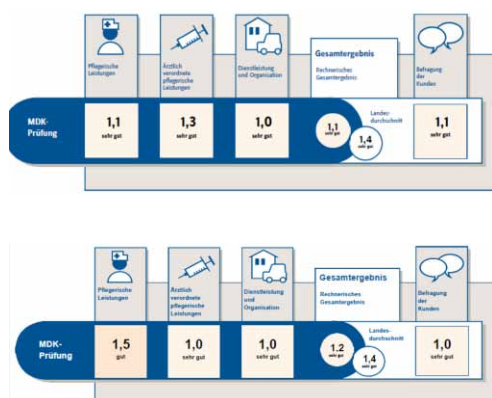 Pflegerische
Leistungen
Ärztlich
verordnete
pflegerische
Leistungen
Dienstleistung
und Organisation
Gesamtergebnis
Rechnerisches
Gesamtergebnis
Befragung
der
Kunden
MDK-
Prüfung
1,1
sehr gut
1,3
sehr gut
1,0
sehr gut
1,1
sehr gut
Landes-
durchschnitt
1,4
sehr gut
1,1
sehr gut
Pflegerische
Leistungen
Ärztlich
verordnete
pflegerische
Leistungen
Dienstleistung
und
Organisation
Gesamtergebnis
Rechnerisches
Gesamtergebnis
Befragung
der
Kunden
MDK-
Prüfung
1,5
gut
1,0
sehr gut
1,0
sehr gut
1,2
sehr gut
Landes-
durchschnitt
1,4
sehr gut
1,0
sehr gut